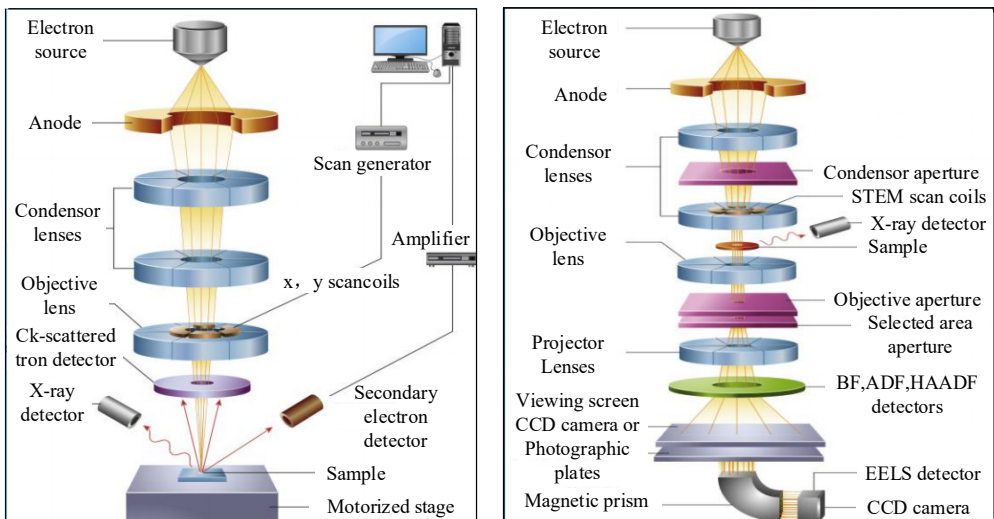 Electron
source
Anode
Scan generator
Condensor
lenses
Amplifier
x， y scancoils
Objective
lens
Ck-scattered
tron detector
X-ray
detector
Secondary
electron
detector
Sample
Motorized stage
Electron
source
Anode
Condensor
lenses
Condensor aperture
STEM scan coils
X-ray detector
Sample
Objective
lens
Objective aperture
Selected area
aperture
Projector
Lenses
BF,ADF,HAADF
detectors
Viewing screen
CCD camera or
Photographic
plates
EELS detector
Magnetic prism
CCD camera